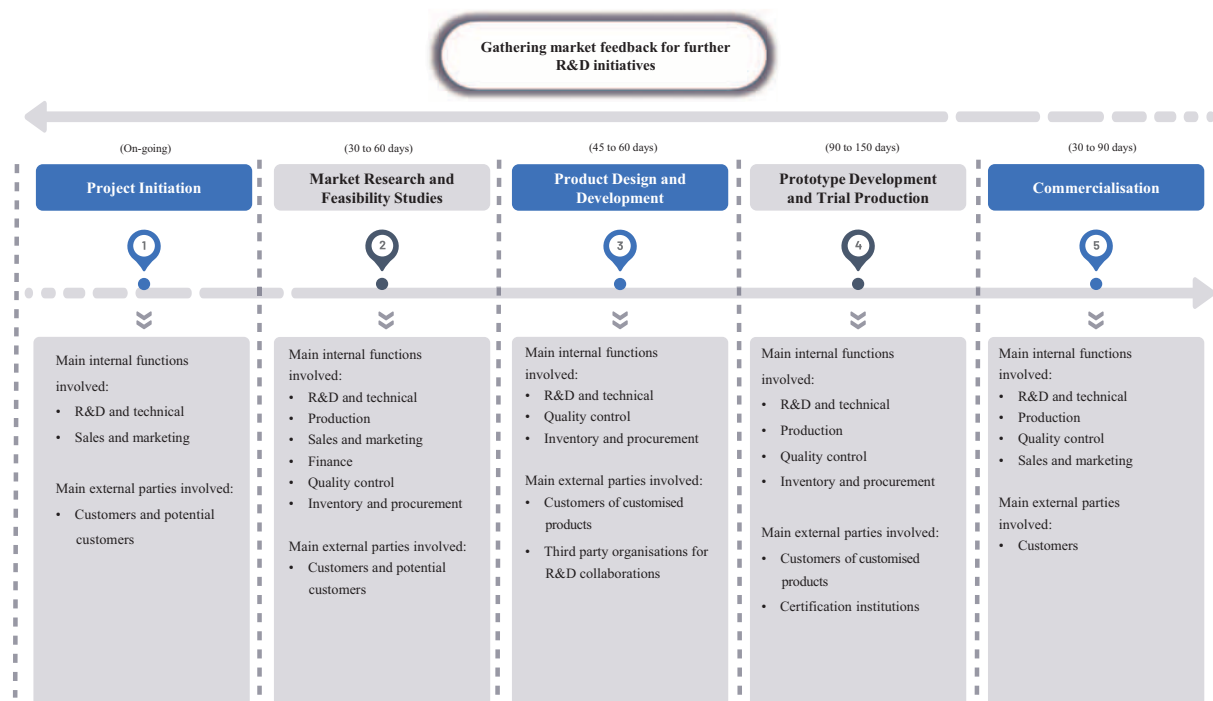 Gathering market feedback for further
R&D initiatives
(On-going)
Project Initiation
1
Main internal functions
involved:
• R&D and technical
• Sales and marketing
Main external parties involved:
• Customers and potential
customers
(30 to 60 days)
Market Research and
Feasibility Studies
2
Main internal functions
involved:
• R&D and technical
• Production
• Sales and marketing
• Finance
• Quality control
• Inventory and procurement
Main external parties involved:
• Customers and potential
customers
(45 to 60 days)
Product Design and
Development
3
Main internal functions
involved:
• R&D and technical
• Quality control
• Inventory and procurement
Main external parties involved:
• Customers of customised
products
• Third party organisations for
R&D collaborations
(90 to 150 days)
Prototype Development
and Trial Production
4
Main internal functions
involved:
• R&D and technical
• Production
• Quality control
• Inventory and procurement
Main external parties involved:
• Customers of customised
products
• Certification institutions
(30 to 90 days)
Commercialisation
5
Main internal functions
involved:
• R&D and technical
• Production
• Quality control
• Sales and marketing
Main external parties
involved:
• Customers